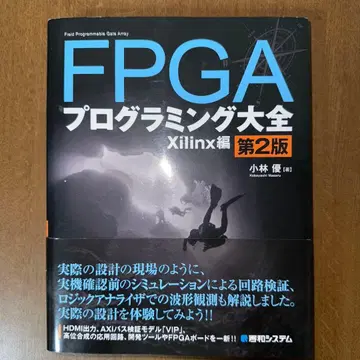 Field Programmable Gate Array
FPGA
プログラミング大全
Xilinx編
第2版
小林 優[著]
Kobayashi Masaru
実際の設計の現場のように、
実機確認前のシミュレーションによる回路検証、
ロジックアナライザでの波形観測も解説しました。
実際の設計を体験してみよう!!
HDMI出力、AXIバス検証モデル「VIP」、
高位合成の応用回路、開発ツールやFPGAボードを一新!!
秀和システム